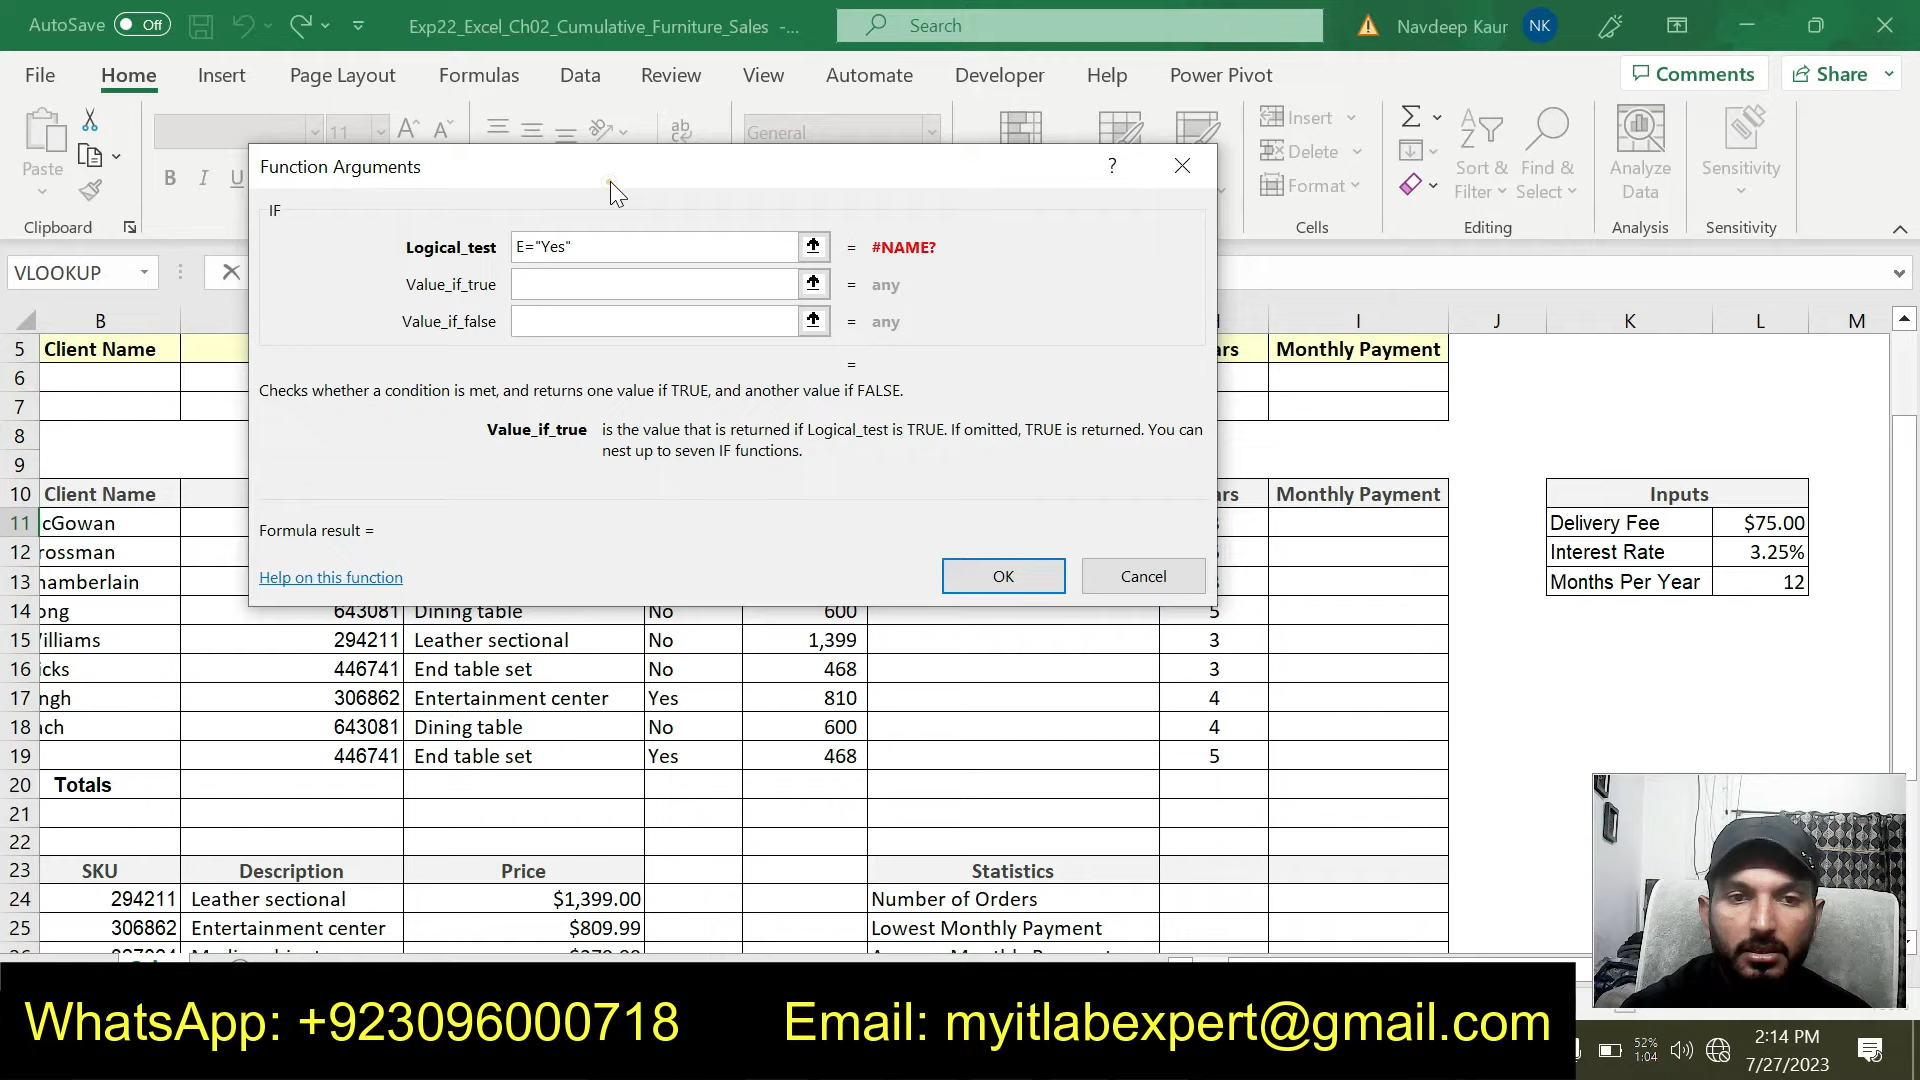 AutoSave Off Exp22_Excel_Ch02_Cumulative_Furniture_Sales -... Search Navdeep Kaur NK
File Home Insert Page Layout Formulas Data Review View Automate Developer Help Power Pivot Comments Share
Paste 11 General Insert Delete Format Sort & Filter Find & Select Analyze Data Sensitivity
B I U
Clipboard Cells Editing Analysis Sensitivity
VLOOKUP
Function Arguments ?
IF
Logical_test E="Yes" = #NAME?
Value_if_true = any
Value_if_false = any
=
Checks whether a condition is met, and returns one value if TRUE, and another value if FALSE.
Value_if_true is the value that is returned if Logical_test is TRUE. If omitted, TRUE is returned. You can
nest up to seven IF functions.
Formula result =
Help on this function OK Cancel
B I J K L M
5 Client Name ars Monthly Payment
6
7
8
9
10 Client Name ars Monthly Payment Inputs
11 cGowan Delivery Fee $75.00
12 rossman Interest Rate 3.25%
13 hamberlain Months Per Year 12
14 ong 643081 Dining table No 600 5
15 illiams 294211 Leather sectional No 1,399 3
16 icks 446741 End table set No 468 3
17 ngh 306862 Entertainment center Yes 810 4
18 ach 643081 Dining table No 600 4
19 446741 End table set Yes 468 5
20 Totals
21
22
23 SKU Description Price Statistics
24 294211 Leather sectional $1,399.00 Number of Orders
25 306862 Entertainment center $809.99 Lowest Monthly Payment
WhatsApp: +923096000718 Email: myitlabexpert@gmail.com
52%
1:04
2:14 PM
7/27/2023